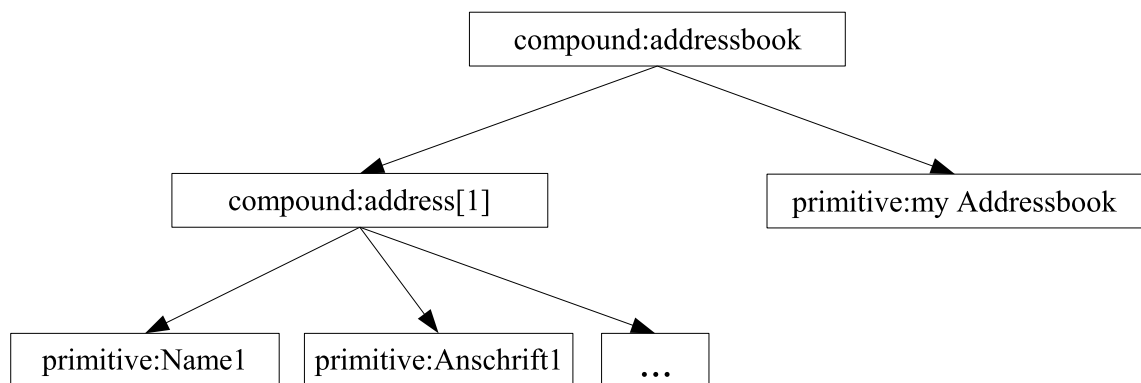 compound:addressbook
compound:address[1]
primitive:my Addressbook
primitive:Name1
primitive:Anschrift1
...